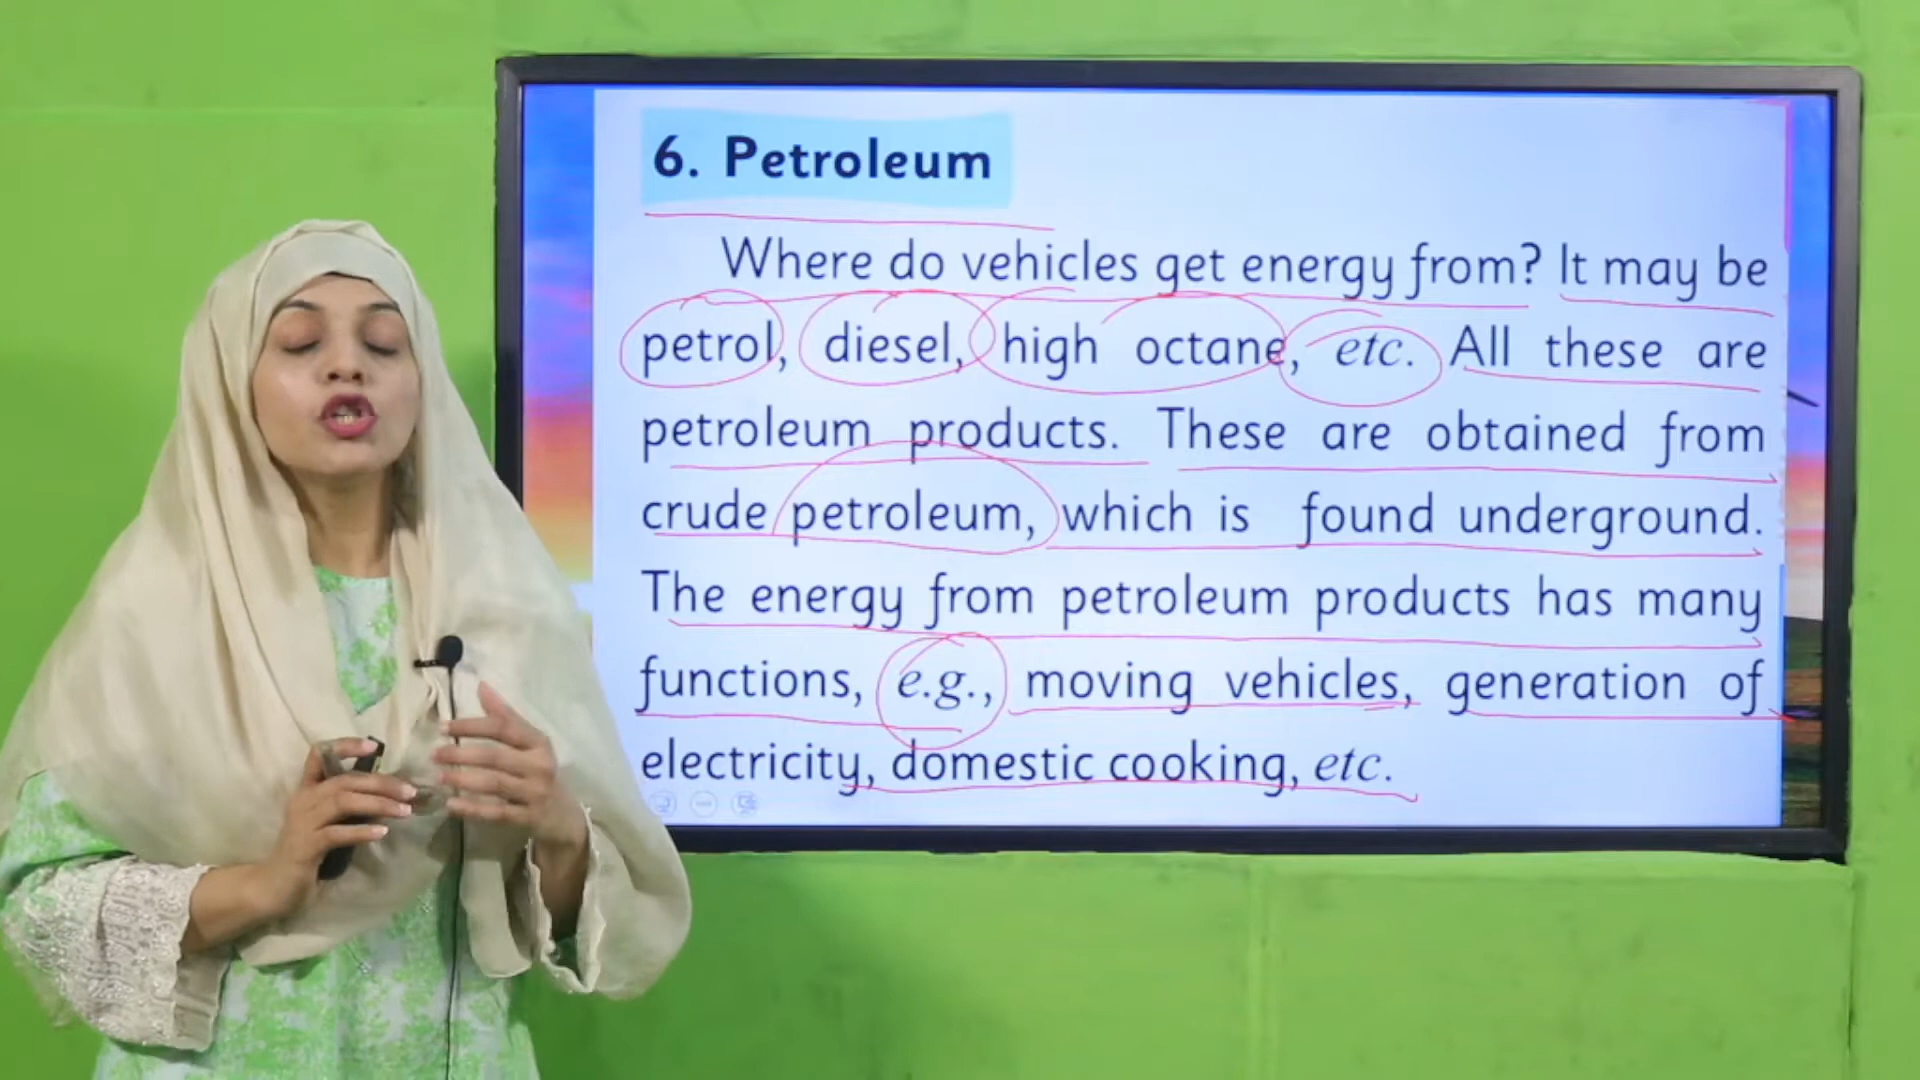 6. Petroleum
Where do vehicles get energy from? It may be
petrol, diesel, high octane, etc. All these are
petroleum products. These are obtained from
crude petroleum, which is found underground.
The energy from petroleum products has many
functions, e.g., moving vehicles, generation of
electricity, domestic cooking, etc.